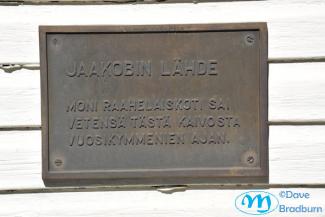 JAAKOBIN LÄHDE
MONI RAAHELAISKOTI SAI
VETENSÄ TÄSTÄ KAIVOSTA
VUOSIKYMMENIEN AJAN.
©Dave
Bradburn